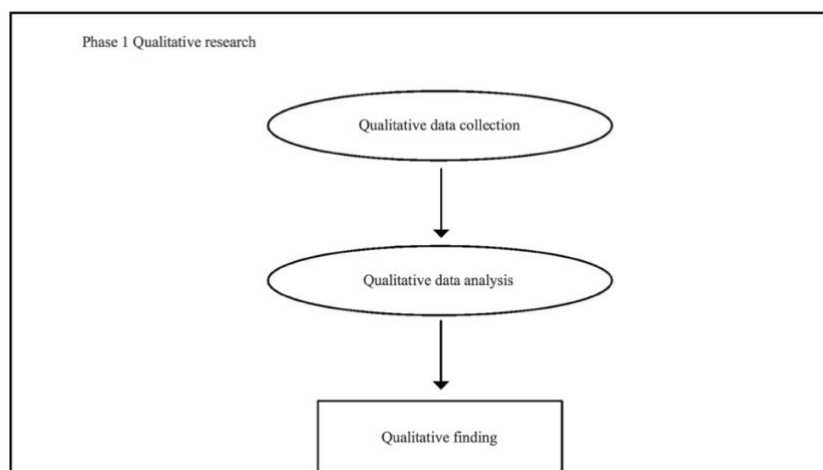 Phase 1 Qualitative research
Qualitative data collection
Qualitative data analysis
Qualitative finding